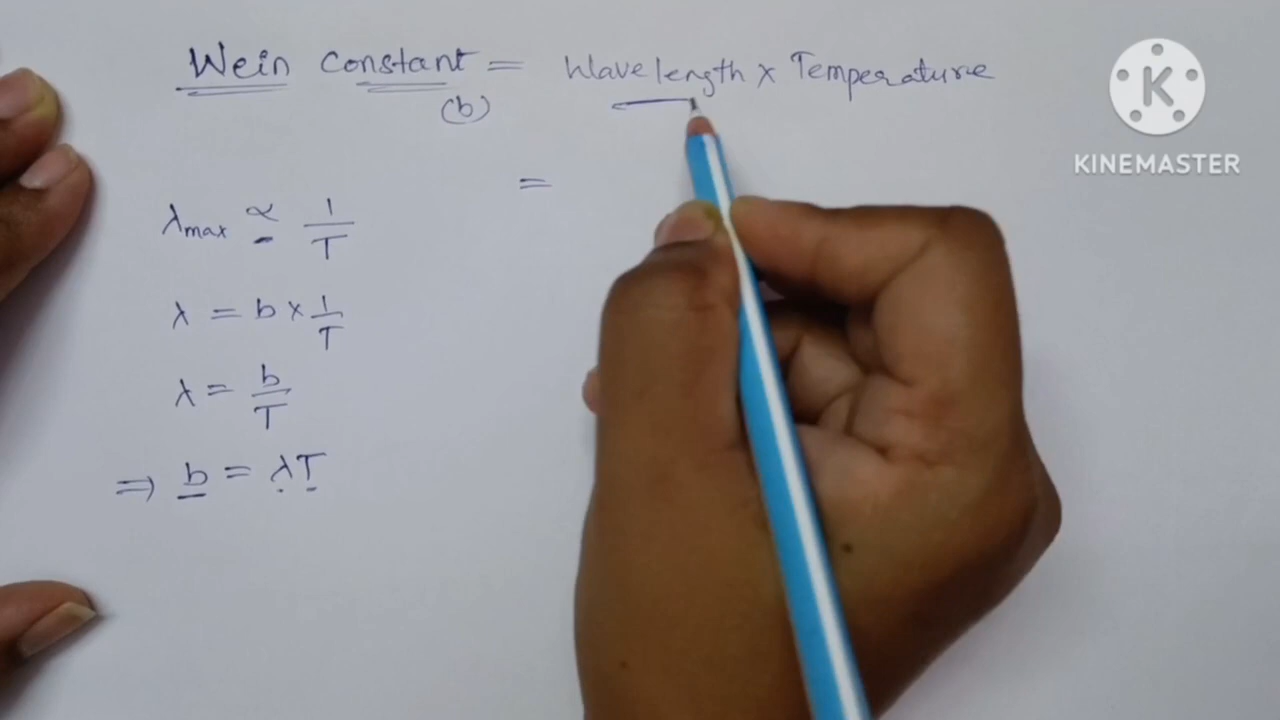 Wein Constant = Wavelength x Temperature
(b)
=
λmax ∝ 1/T
λ = b x 1/T
λ = b/T
⇒ b = λT
K
KINEMASTER